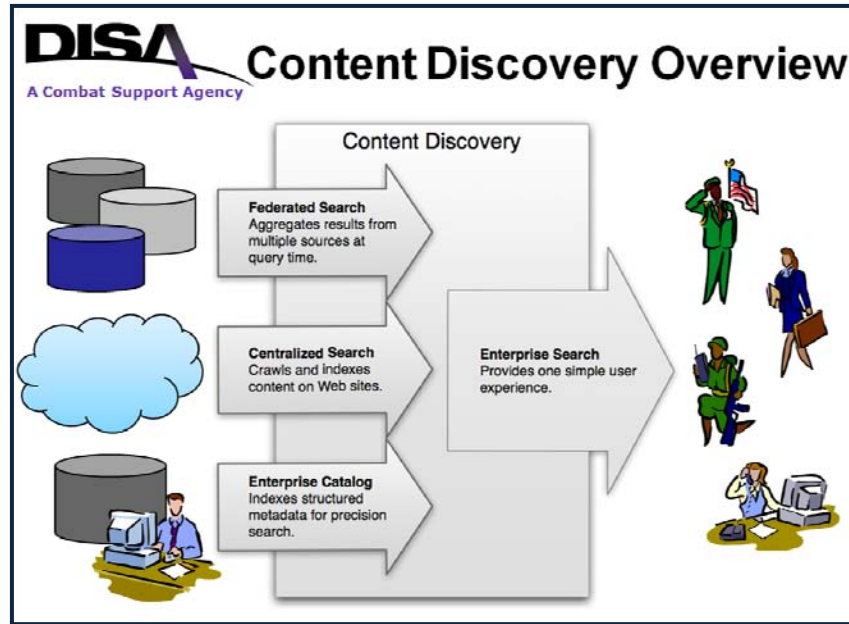 DISA
A Combat Support Agency
Content Discovery Overview
Content Discovery
Federated Search
Aggregates results from
multiple sources at
query time.
Centralized Search
Crawls and indexes
content on Web sites.
Enterprise Search
Provides one simple user
experience.
Enterprise Catalog
Indexes structured
metadata for precision
search.